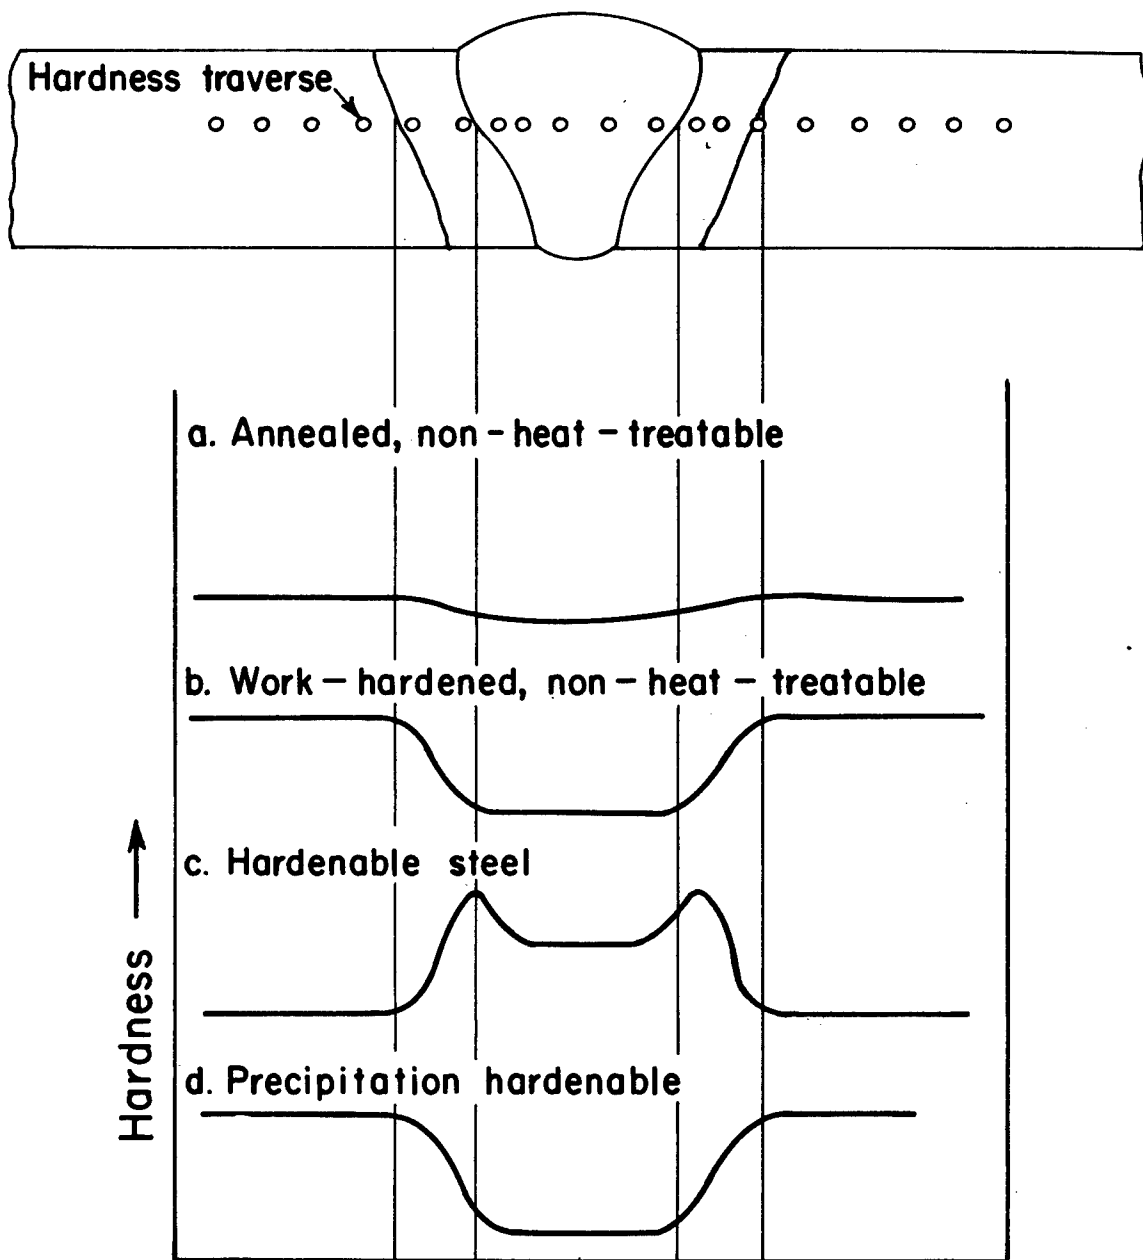 Hardness traverse
a. Annealed, non-heat-treatable
b. Work-hardened, non-heat-treatable
c. Hardenable steel
d. Precipitation hardenable
Hardness